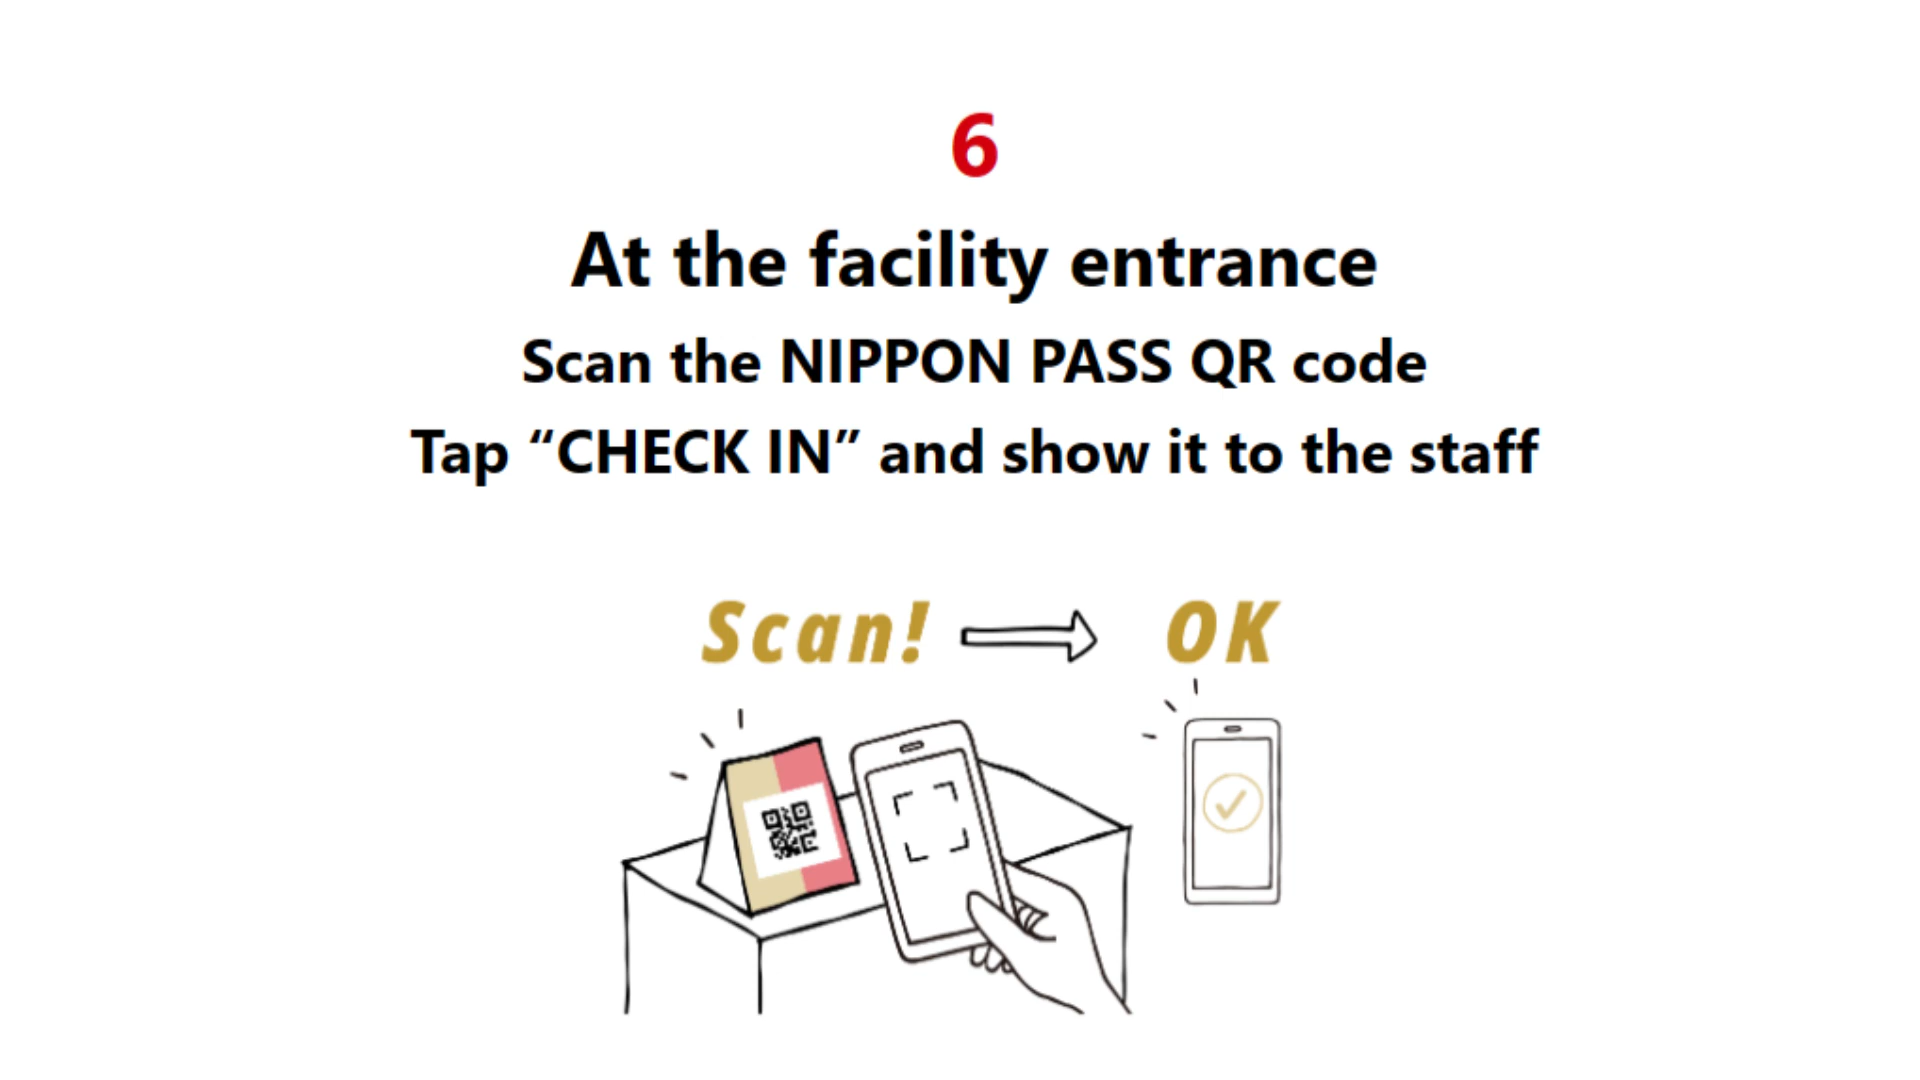 6
At the facility entrance
Scan the NIPPON PASS QR code
Tap “CHECK IN” and show it to the staff
Scan! OK